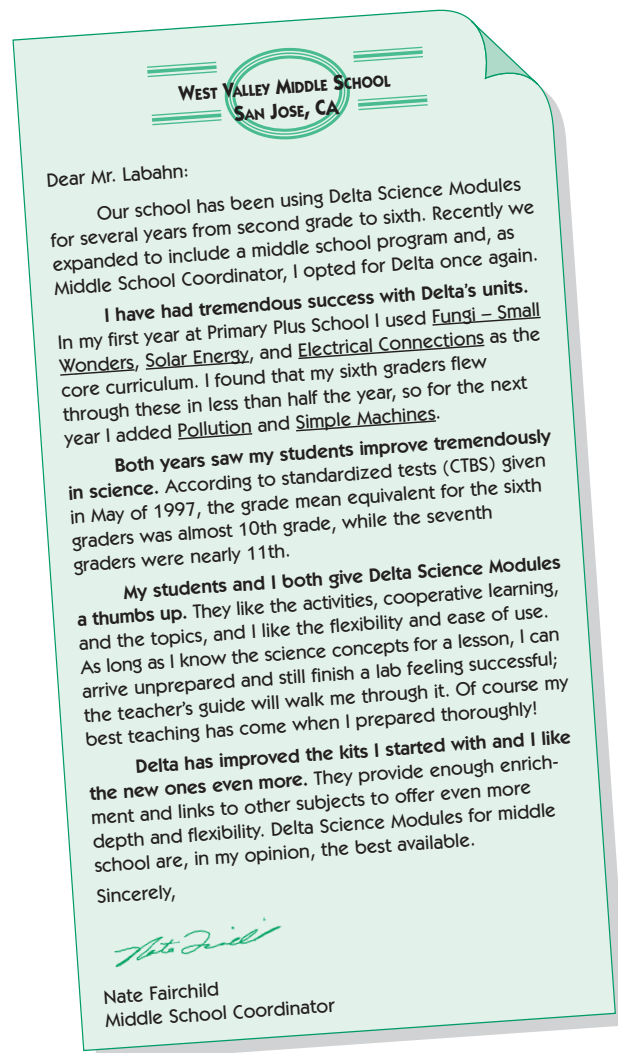 West Valley Middle School
San Jose, CA
Dear Mr. Labahn:
Our school has been using Delta Science Modules
for several years from second grade to sixth. Recently we
expanded to include a middle school program and, as
Middle School Coordinator, I opted for Delta once again.
I have had tremendous success with Delta's units.
In my first year at Primary Plus School I used Fungi – Small
Wonders, Solar Energy, and Electrical Connections as the
core curriculum. I found that my sixth graders flew
through these in less than half the year, so for the next
year I added Pollution and Simple Machines.
Both years saw my students improve tremendously
in science. According to standardized tests (CTBS) given
in May of 1997, the grade mean equivalent for the sixth
graders was almost 10th grade, while the seventh
graders were nearly 11th.
My students and I both give Delta Science Modules
a thumbs up. They like the activities, cooperative learning,
and the topics, and I like the flexibility and ease of use.
As long as I know the science concepts for a lesson, I can
arrive unprepared and still finish a lab feeling successful;
the teacher's guide will walk me through it. Of course my
best teaching has come when I prepared thoroughly!
Delta has improved the kits I started with and I like
the new ones even more. They provide enough enrich-
ment and links to other subjects to offer even more
depth and flexibility. Delta Science Modules for middle
school are, in my opinion, the best available.
Sincerely,
Nate Fairchild
Middle School Coordinator